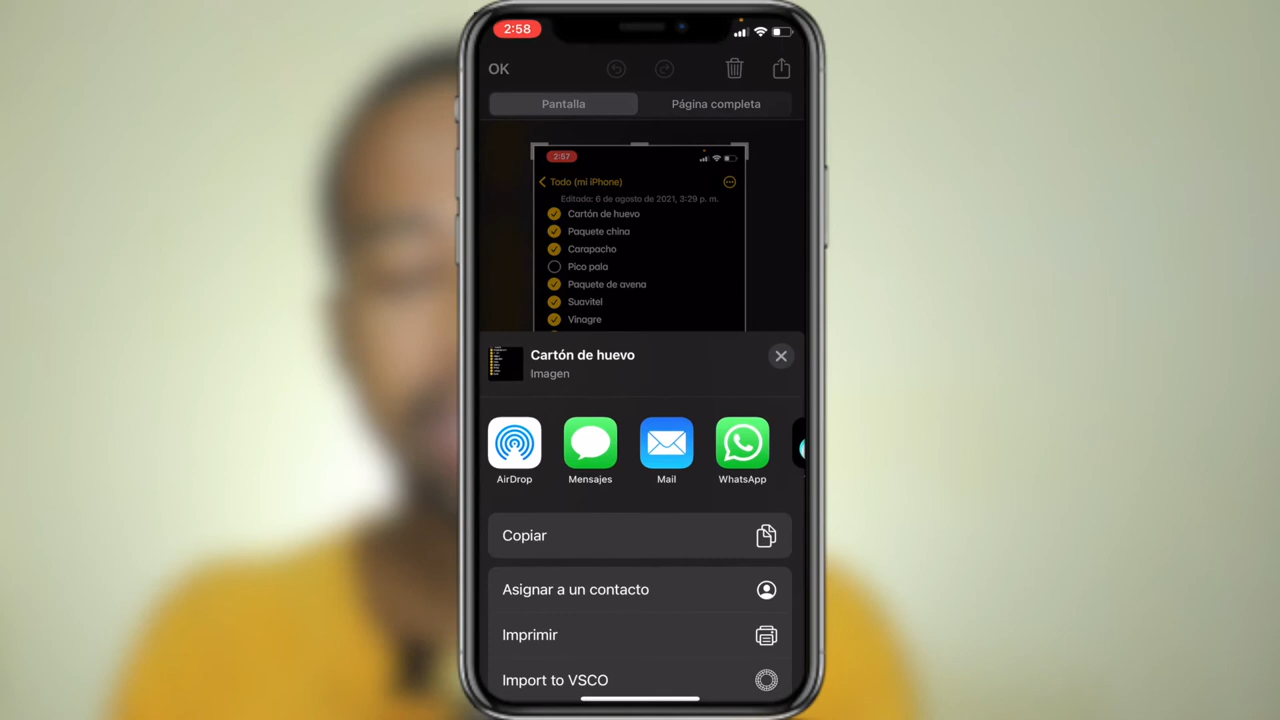 2:58
OK
Pantalla Página completa
2:57
Todo (mi iPhone)
Editada: 6 de agosto de 2021, 3:29 p. m.
Cartón de huevo
Paquete china
Carapacho
Pico pala
Paquete de avena
Suavitel
Vinagre
Cartón de huevo
Imagen
AirDrop Mensajes Mail WhatsApp
Copiar
Asignar a un contacto
Imprimir
Import to VSCO